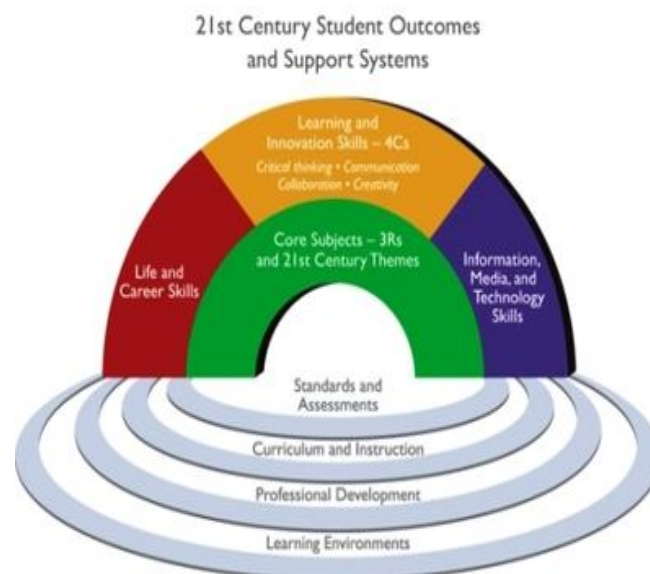 21st Century Student Outcomes
and Support Systems
Learning and
Innovation Skills – 4Cs
Critical thinking • Communication
Collaboration • Creativity
Core Subjects – 3Rs
and 21st Century Themes
Life and
Career Skills
Information,
Media, and
Technology
Skills
Standards and
Assessments
Curriculum and Instruction
Professional Development
Learning Environments